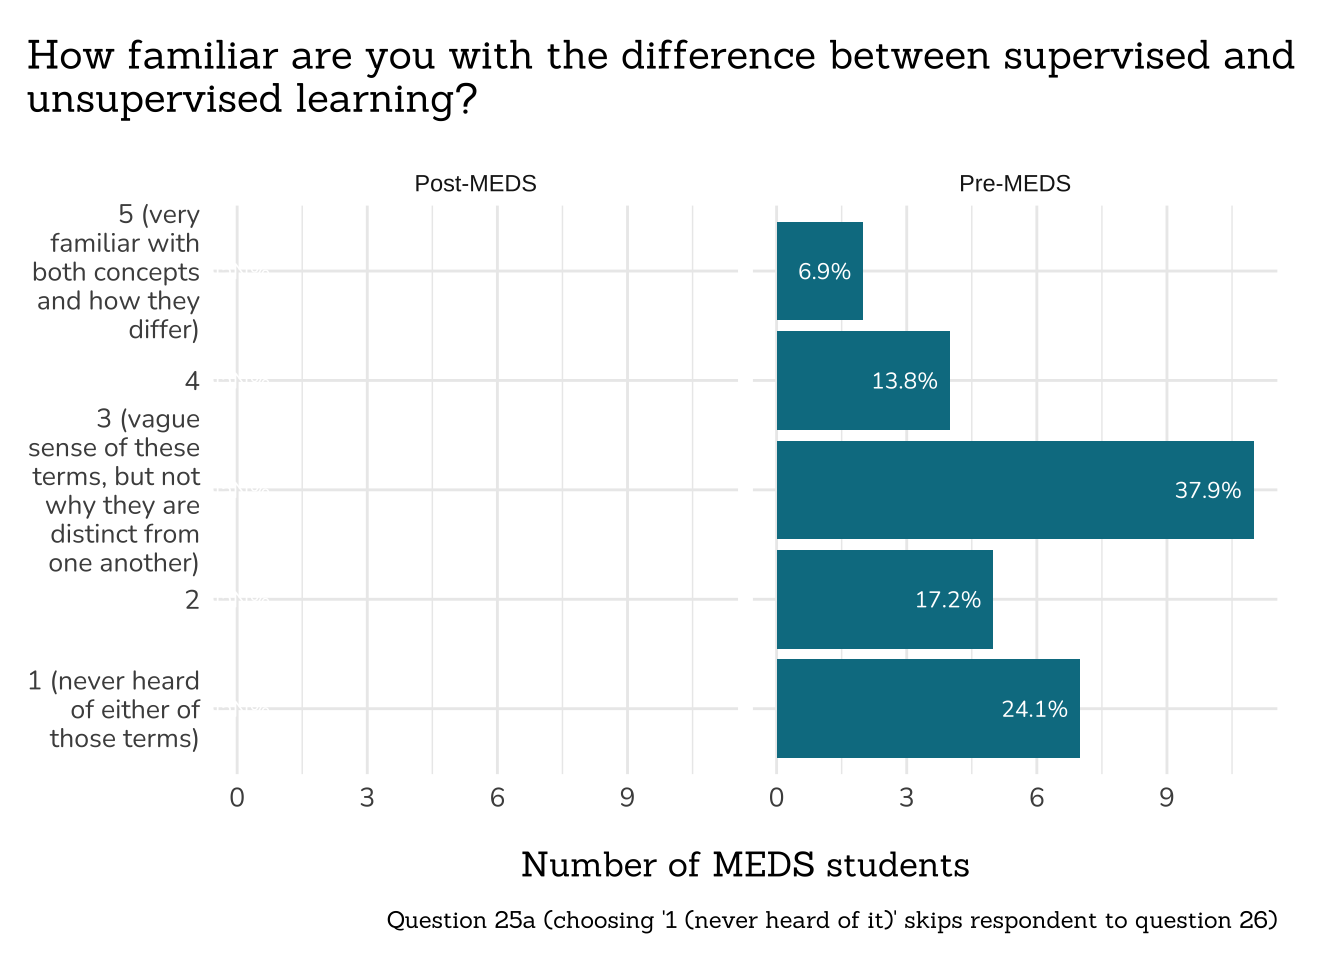 How familiar are you with the difference between supervised and
unsupervised learning?
Post-MEDS
Pre-MEDS
5 (very
familiar with
both concepts
and how they
differ)
4
3 (vague
sense of these
terms, but not
why they are
distinct from
one another)
2
1 (never heard
of either of
those terms)
6.9%
13.8%
37.9%
17.2%
24.1%
0 3 6 9
0 3 6 9
Number of MEDS students
Question 25a (choosing '1 (never heard of it)' skips respondent to question 26)